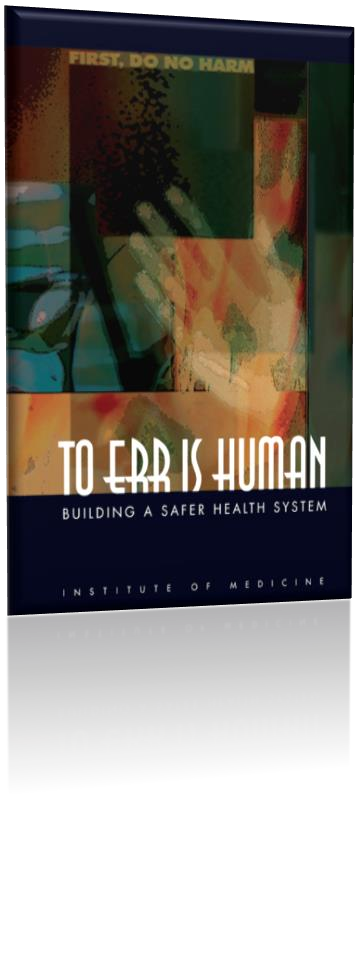 FIRST, DO NO HARM
TO ERR IS HUMAN
BUILDING A SAFER HEALTH SYSTEM
INSTITUTE OF MEDICINE